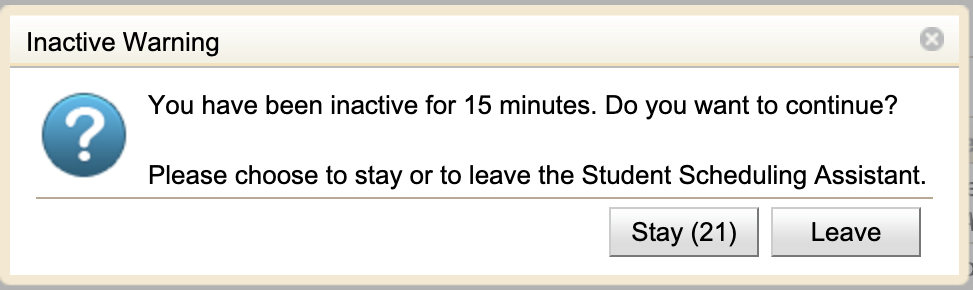 Inactive Warning
You have been inactive for 15 minutes. Do you want to continue?
Please choose to stay or to leave the Student Scheduling Assistant.
Stay (21)
Leave